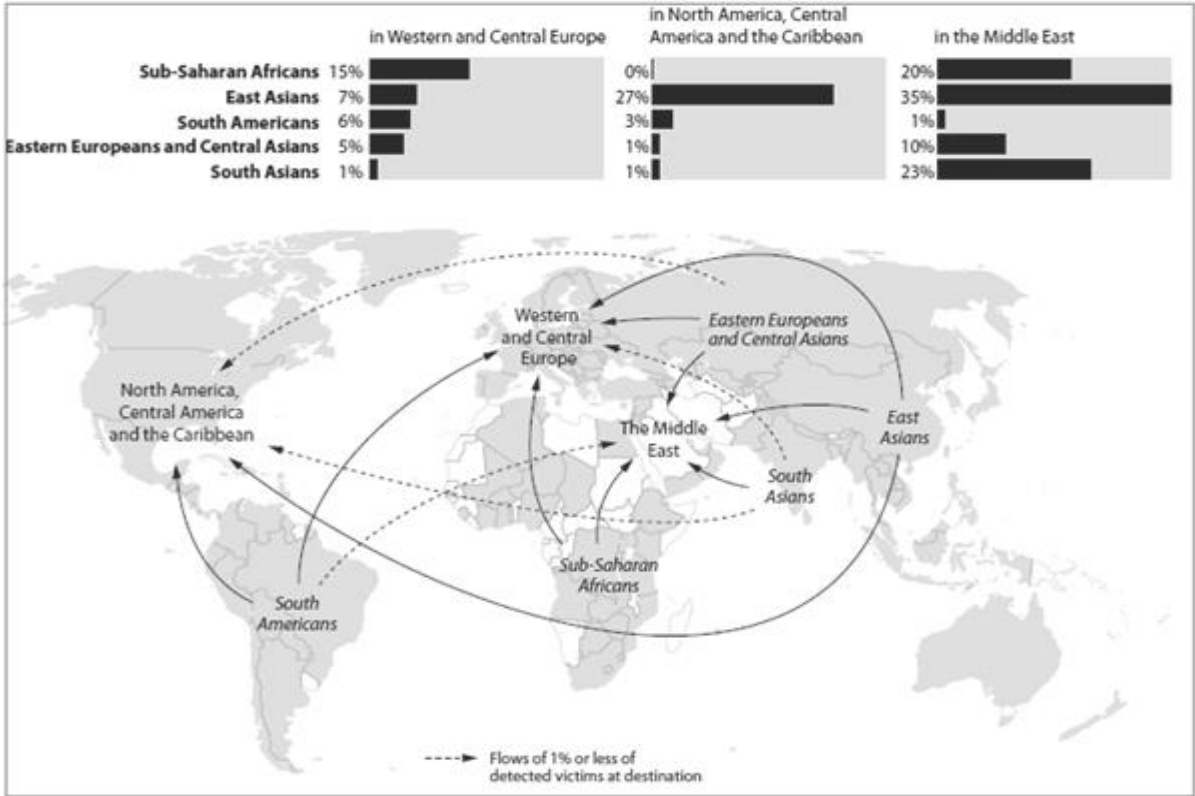 in Western and Central Europe
in North America, Central
America and the Caribbean
in the Middle East
Sub-Saharan Africans 15% 0% 20%
East Asians 7% 27% 35%
South Americans 6% 3% 1%
Eastern Europeans and Central Asians 5% 1% 10%
South Asians 1% 1% 23%
Western
and Central
Europe
Eastern Europeans
and Central Asians
North America,
Central America
and the Caribbean
The Middle
East
East
Asians
South
Asians
Sub-Saharan
Africans
South
Americans
Flows of 1% or less of
detected victims at destination